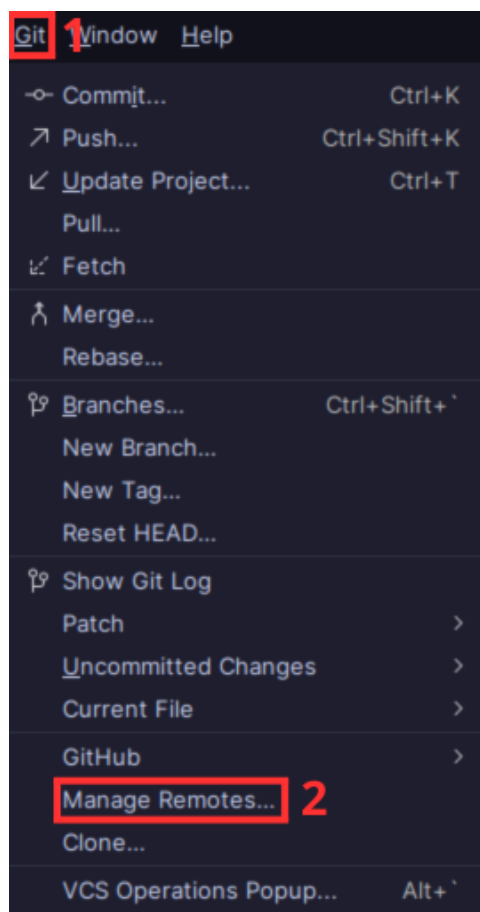 Git 1 Window Help
Commit... Ctrl+K
Push... Ctrl+Shift+K
Update Project... Ctrl+T
Pull...
Fetch
Merge...
Rebase...
Branches... Ctrl+Shift+`
New Branch...
New Tag...
Reset HEAD...
Show Git Log
Patch
Uncommitted Changes
Current File
GitHub
Manage Remotes... 2
Clone...
VCS Operations Popup... Alt+`